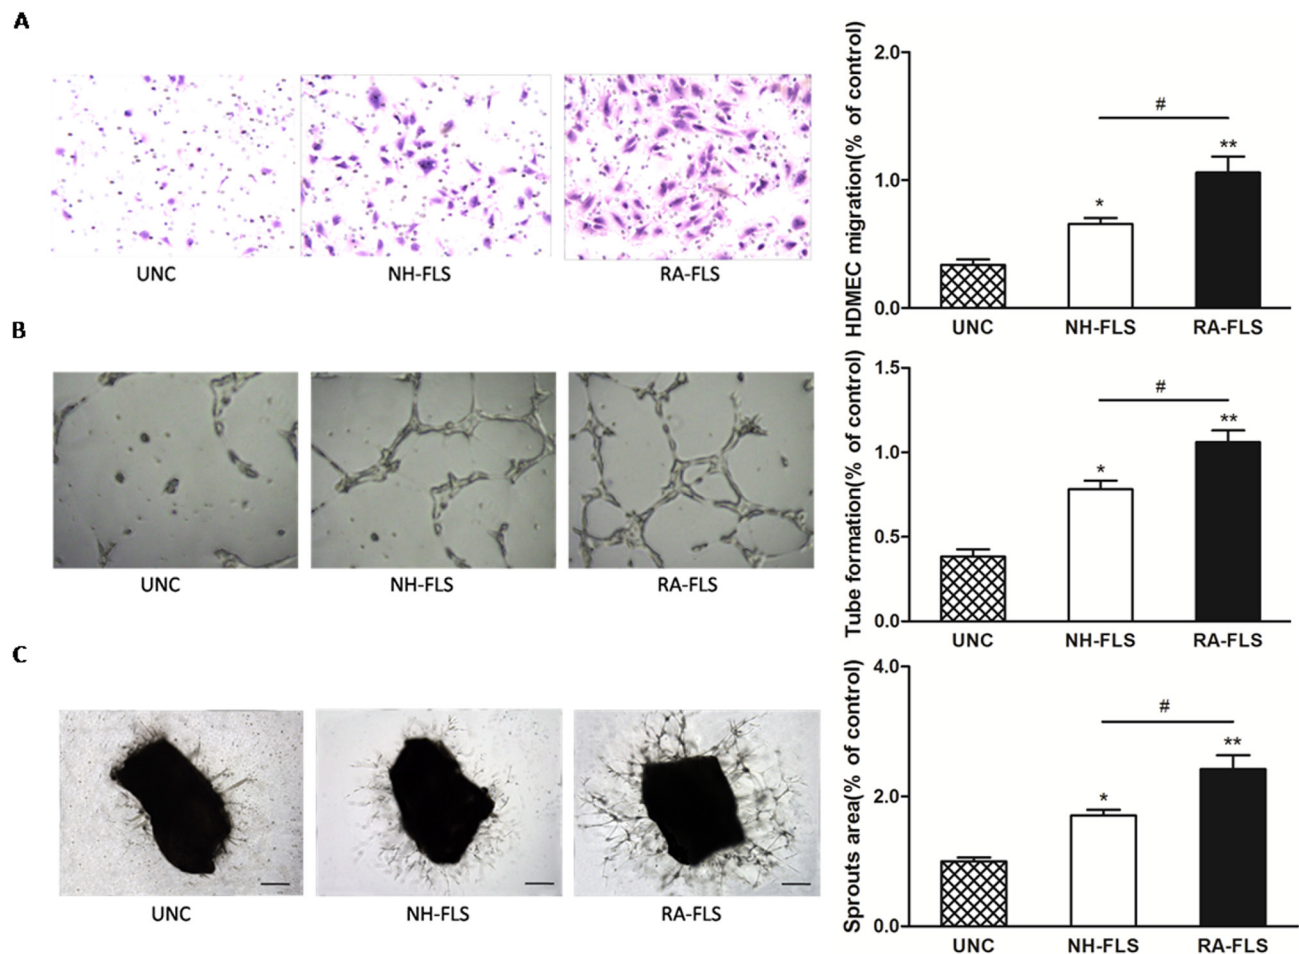 A
UNC
NH-FLS
RA-FLS
HDMEC migration(% of control)
2.0
1.0
0.0
#
*
**
UNC
NH-FLS
RA-FLS
B
UNC
NH-FLS
RA-FLS
Tube formation(% of control)
1.5
1.0
0.5
0.0
#
*
**
UNC
NH-FLS
RA-FLS
C
UNC
NH-FLS
RA-FLS
Sprouts area(% of control)
4.0
2.0
0.0
#
*
**
UNC
NH-FLS
RA-FLS